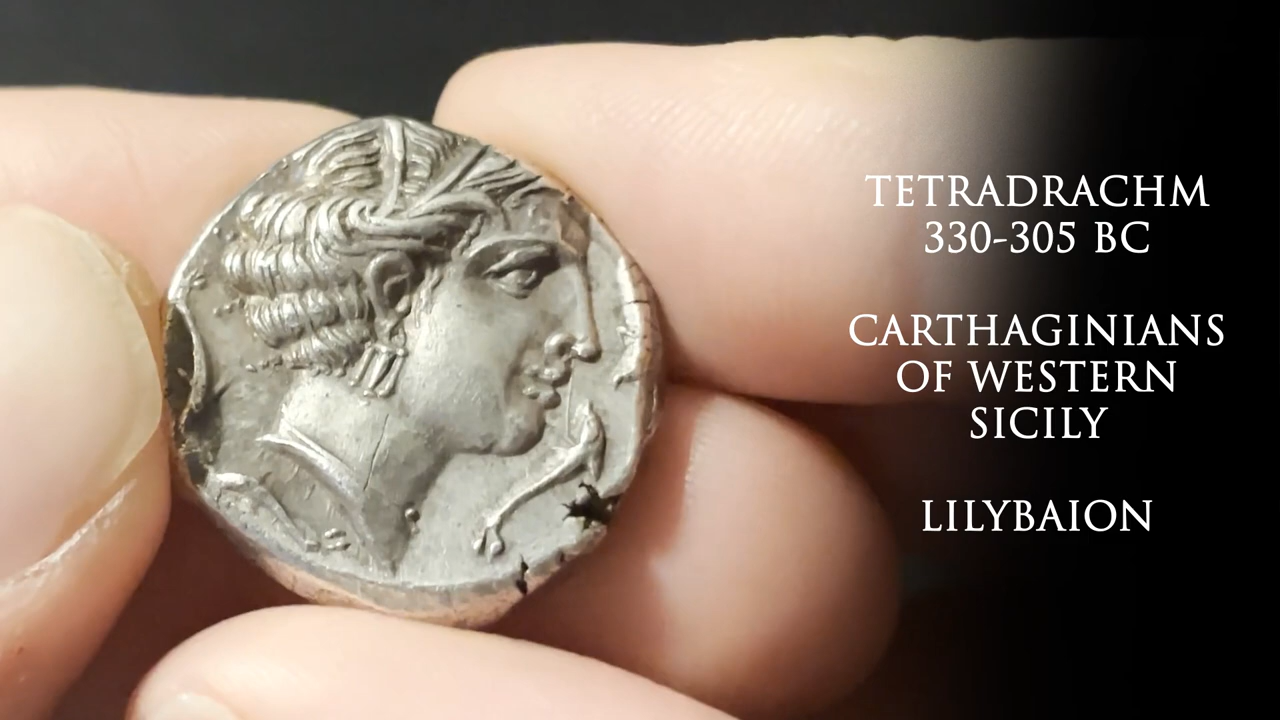 TETRADRACHM
330-305 BC
CARTHAGINIANS
OF WESTERN
SICILY
LILYBAION